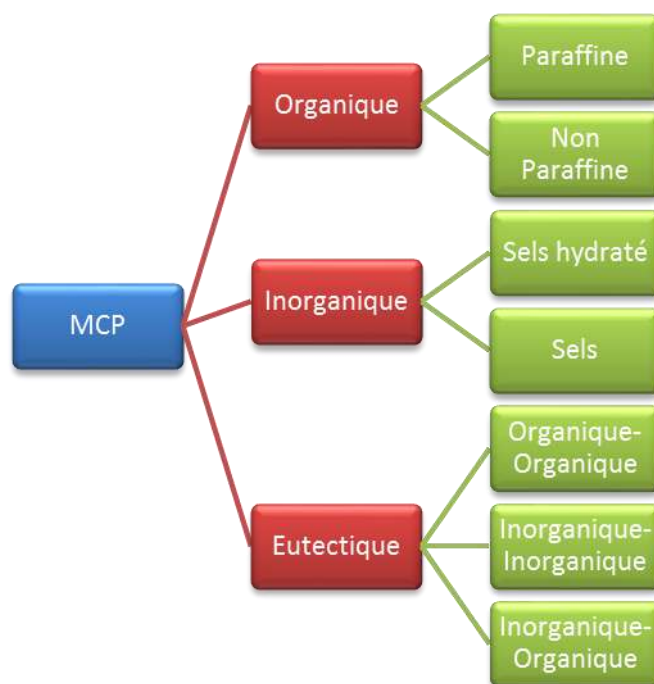 MCP
Organique
Paraffine
Non
Paraffine
Inorganique
Sels hydraté
Sels
Eutectique
Organique-
Organique
Inorganique-
Inorganique
Inorganique-
Organique